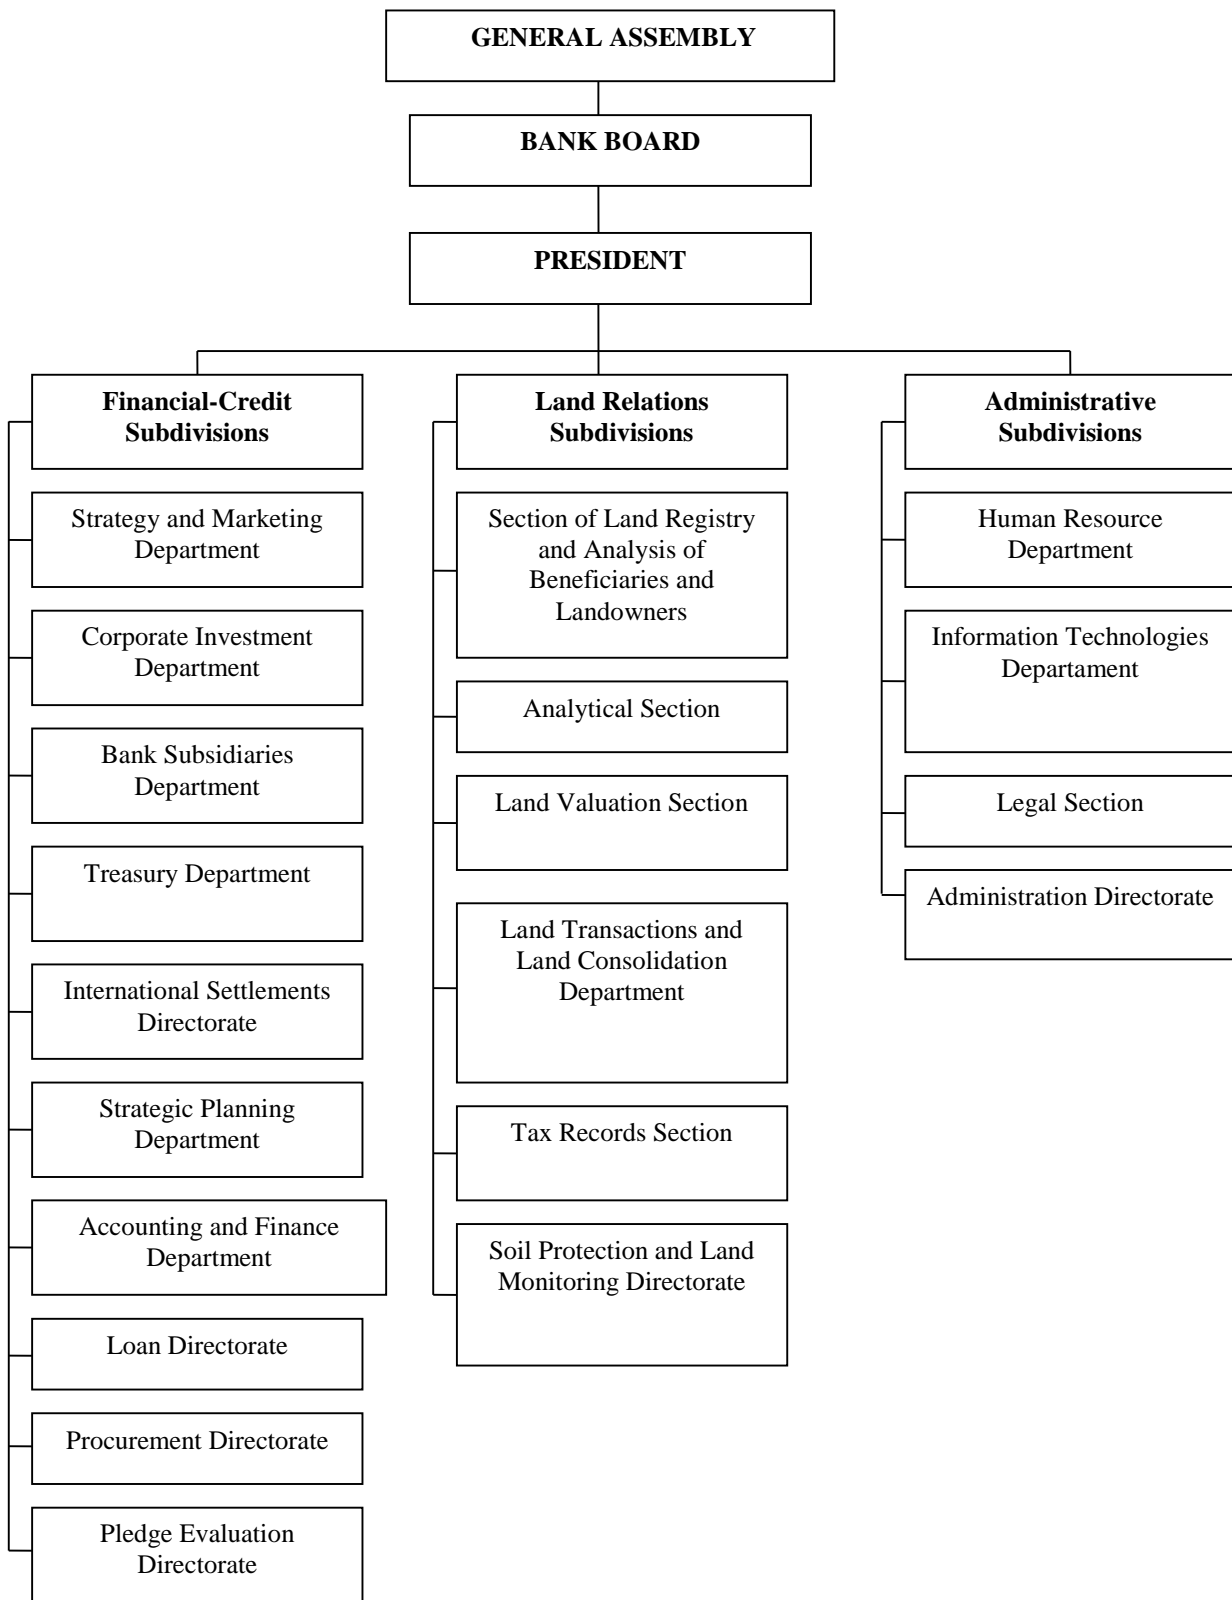 GENERAL ASSEMBLY
BANK BOARD
PRESIDENT
Financial-Credit
Subdivisions
Strategy and Marketing
Department
Corporate Investment
Department
Bank Subsidiaries
Department
Treasury Department
International Settlements
Directorate
Strategic Planning
Department
Accounting and Finance
Department
Loan Directorate
Procurement Directorate
Pledge Evaluation
Directorate
Land Relations
Subdivisions
Section of Land Registry
and Analysis of
Beneficiaries and
Landowners
Analytical Section
Land Valuation Section
Land Transactions and
Land Consolidation
Department
Tax Records Section
Soil Protection and Land
Monitoring Directorate
Administrative
Subdivisions
Human Resource
Department
Information Technologies
Departament
Legal Section
Administration Directorate